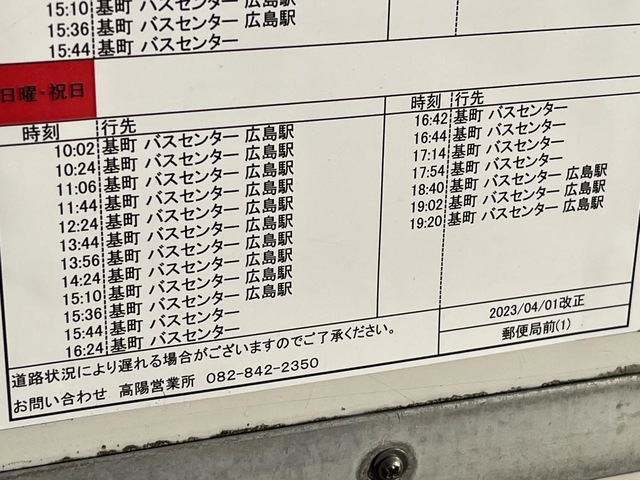 15:10 基町 バスセンター 広島駅
15:36 基町 バスセンター 広島駅
15:44 基町 バスセンター
日曜・祝日
時刻 行先
10:02 基町 バスセンター 広島駅
10:24 基町 バスセンター 広島駅
11:06 基町 バスセンター 広島駅
11:44 基町 バスセンター 広島駅
12:24 基町 バスセンター 広島駅
13:44 基町 バスセンター 広島駅
13:56 基町 バスセンター 広島駅
14:24 基町 バスセンター 広島駅
15:10 基町 バスセンター 広島駅
15:36 基町 バスセンター 広島駅
15:44 基町 バスセンター
16:24 基町 バスセンター
時刻 行先
16:42 基町 バスセンター
16:44 基町 バスセンター
17:14 基町 バスセンター
17:54 基町 バスセンター
18:40 基町 バスセンター 広島駅
19:02 基町 バスセンター 広島駅
19:20 基町 バスセンター 広島駅
道路状況により遅れる場合がございますのでご了承ください。
お問い合わせ 高陽営業所 082-842-2350
2023/04/01改正
郵便局前(1)